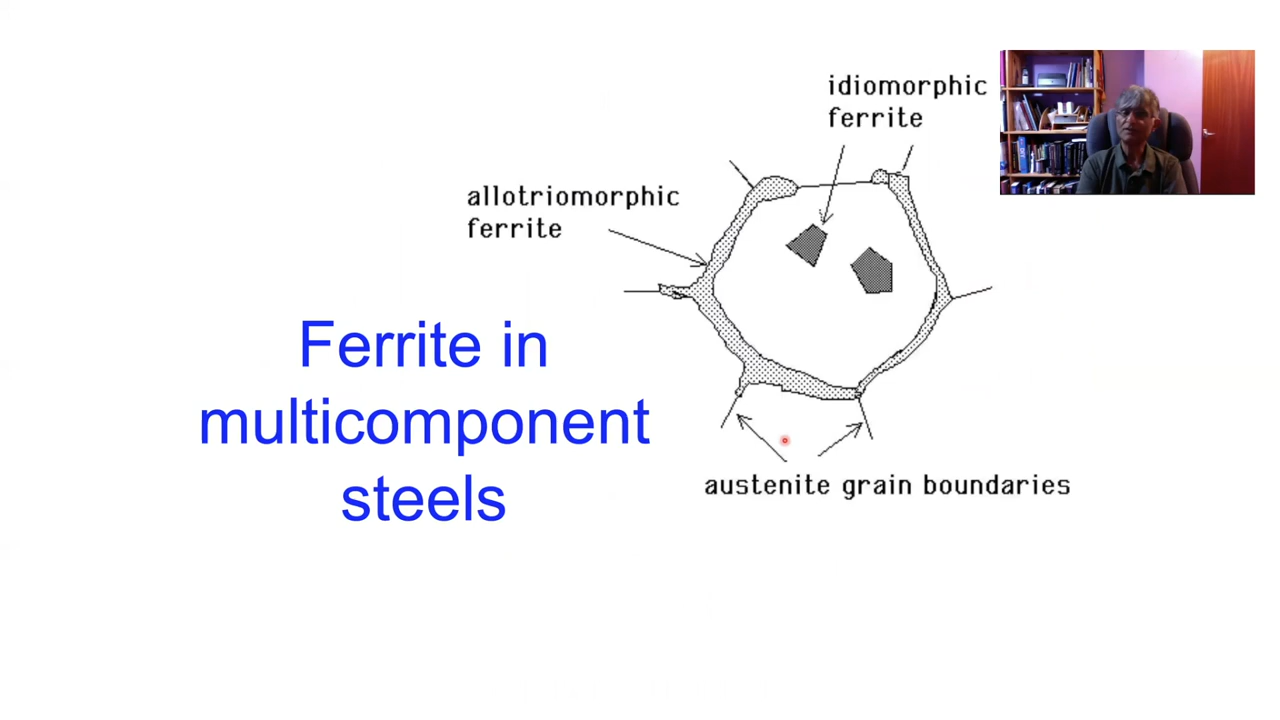 idiomorphic
ferrite
allotriomorphic
ferrite
Ferrite in
multicomponent
steels
austenite grain boundaries